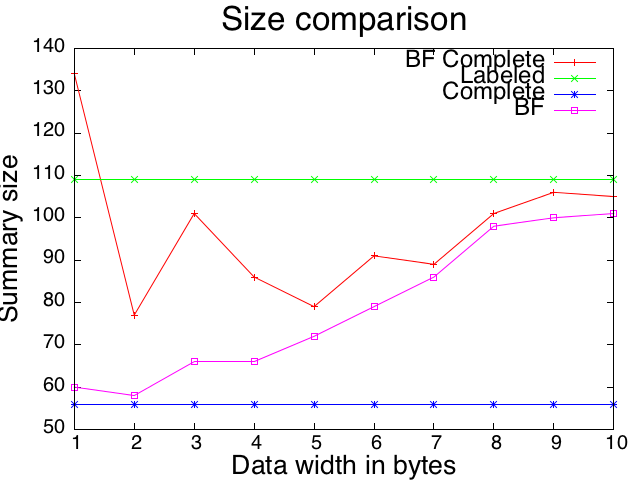 Size comparison
140
130
120
110
100
90
80
70
60
50
Summary size
BF Complete
Labeled
Complete
BF
1 2 3 4 5 6 7 8 9 10
Data width in bytes